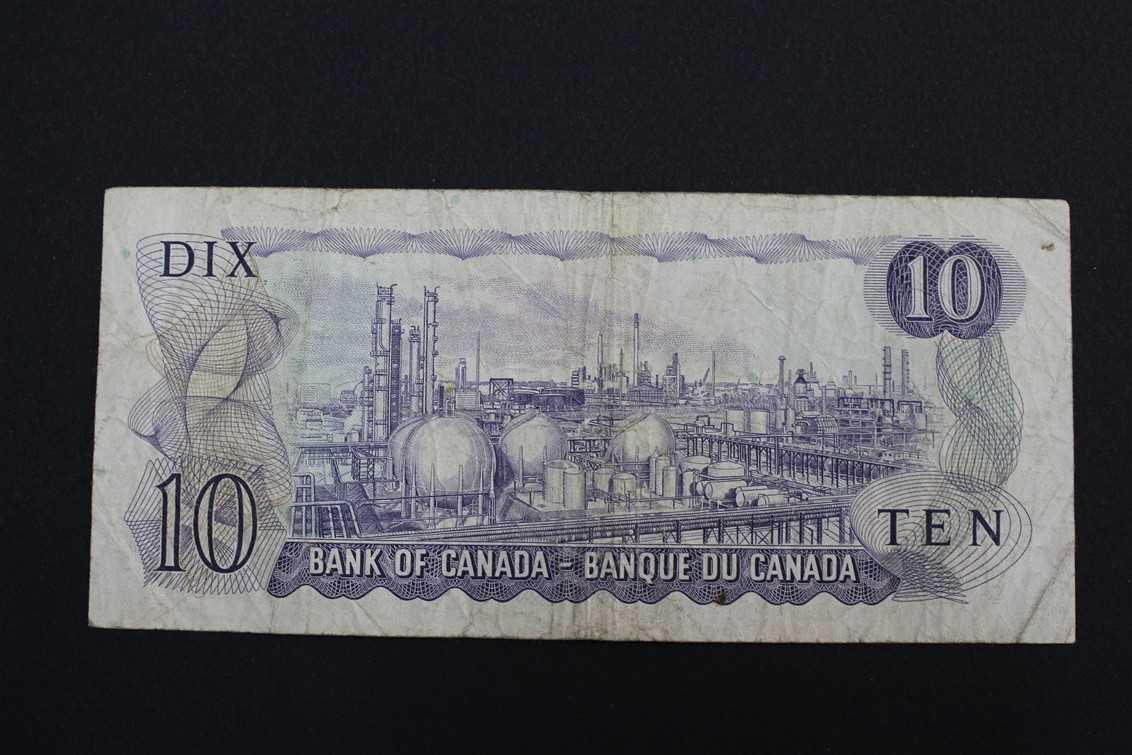 DIX
10
10
TEN
BANK OF CANADA - BANQUE DU CANADA